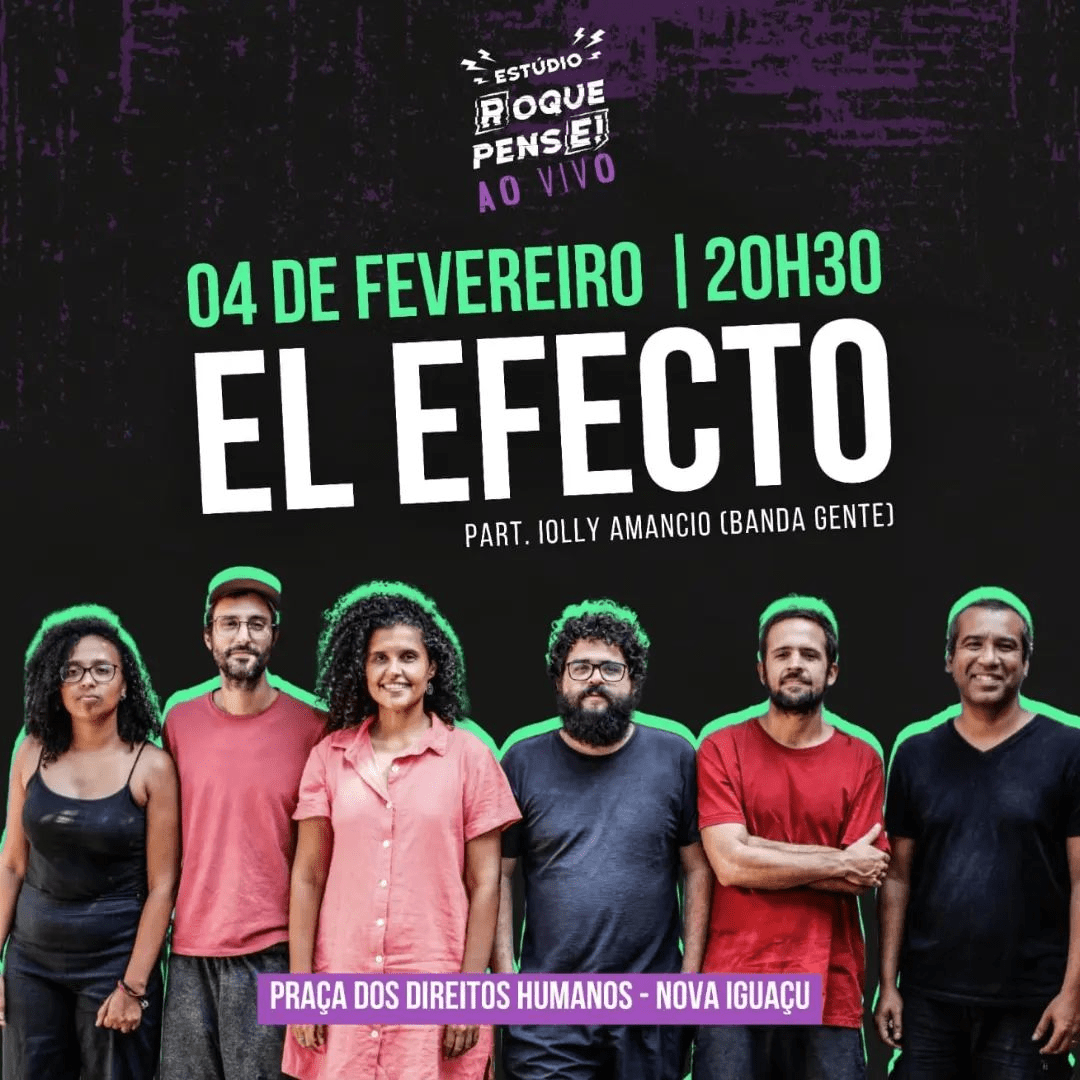 ESTÚDIO
ROQUE
PENSE!
AO VIVO
04 DE FEVEREIRO | 20H30
EL EFECTO
PART. IOLLY AMANCIO (BANDA GENTE)
PRAÇA DOS DIREITOS HUMANOS - NOVA IGUAÇU